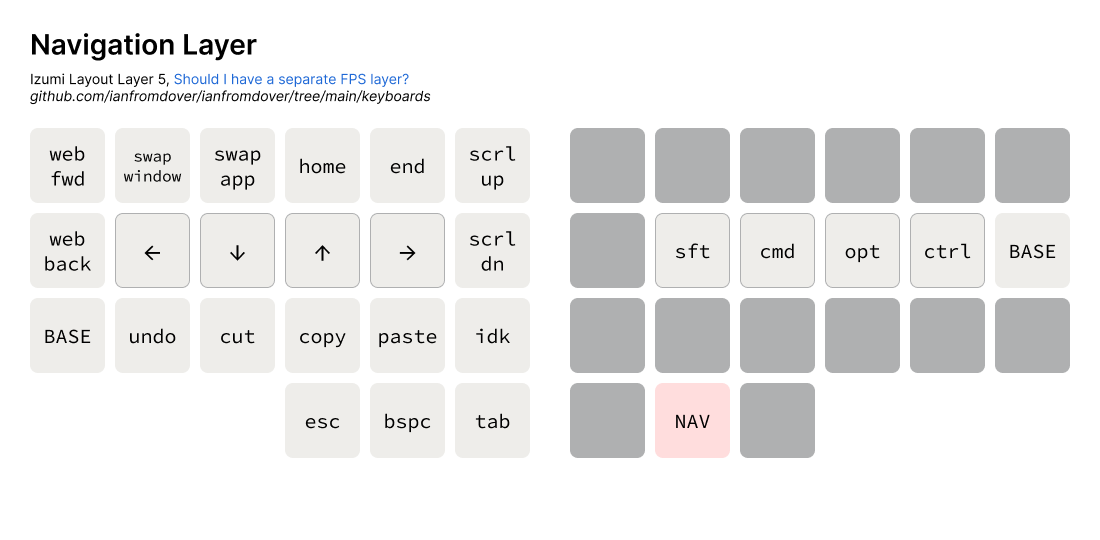 Navigation Layer
Izumi Layout Layer 5, Should I have a separate FPS layer?
github.com/ianfromdover/ianfromdover/tree/main/keyboards
web fwd
swap window
swap app
home
end
scrl up
web back
←
↓
↑
→
scrl dn
sft
cmd
opt
ctrl
BASE
BASE
undo
cut
copy
paste
idk
esc
bspc
tab
NAV